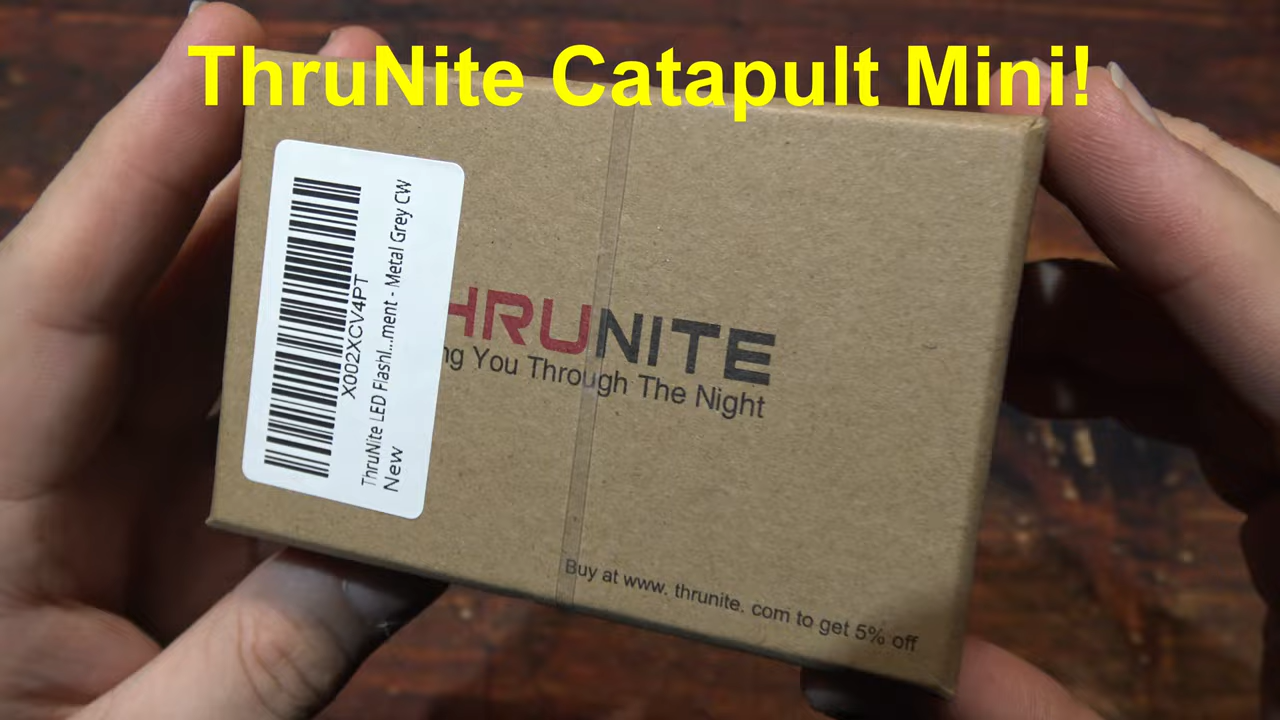 ThruNite Catapult Mini!
X002XCV4PT
ThruNite LED Flashl...ment - Metal Grey CW
New
HRUNITE
ng You Through The Night
Buy at www. thrunite. com to get 5% off